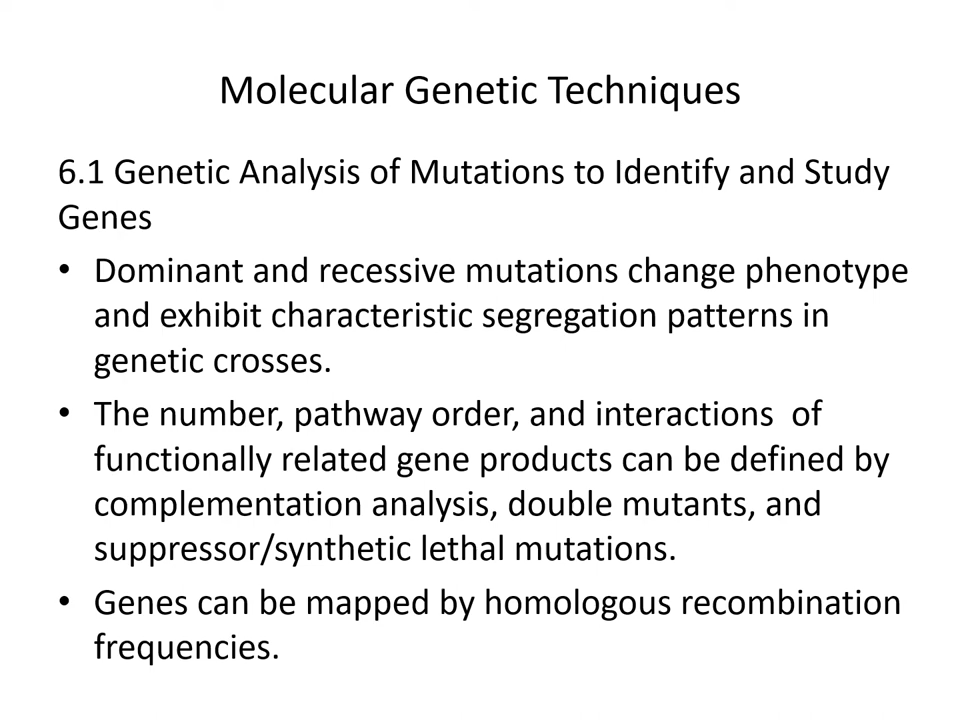 Molecular Genetic Techniques
6.1 Genetic Analysis of Mutations to Identify and Study
Genes
• Dominant and recessive mutations change phenotype
and exhibit characteristic segregation patterns in
genetic crosses.
• The number, pathway order, and interactions  of
functionally related gene products can be defined by
complementation analysis, double mutants, and
suppressor/synthetic lethal mutations.
• Genes can be mapped by homologous recombination
frequencies.